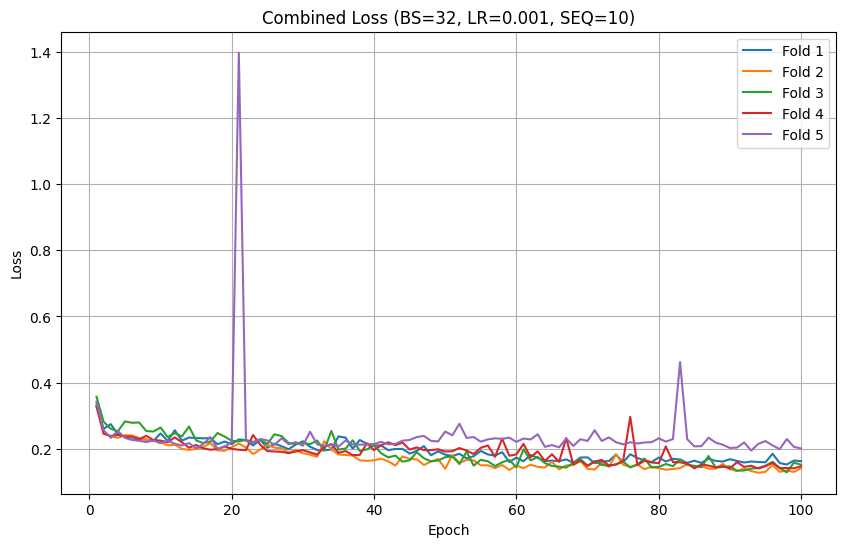 Combined Loss (BS=32, LR=0.001, SEQ=10)
Fold 1
Fold 2
Fold 3
Fold 4
Fold 5
1.4
1.2
1.0
0.8
0.6
0.4
0.2
Loss
0 20 40 60 80 100
Epoch